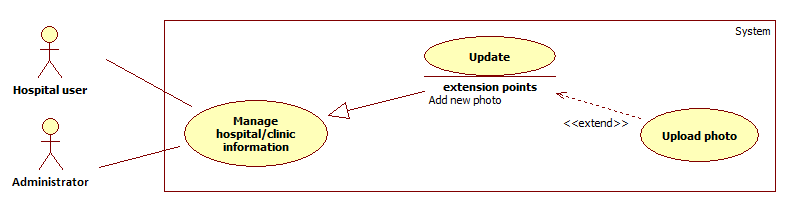 System
Update
extension points
Add new photo
Hospital user
Manage
hospital/clinic
information
<<extend>>
Upload photo
Administrator